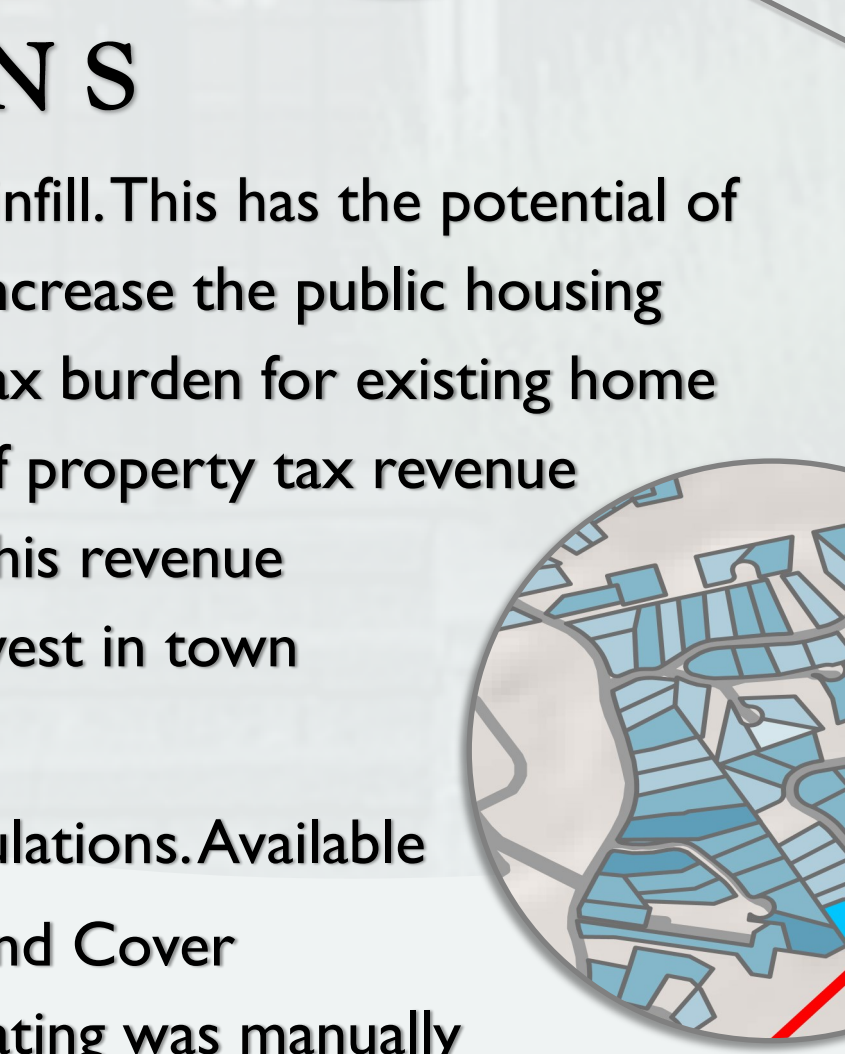 NS
nfill. This has the potential of
ncrease the public housing
ax burden for existing home
f property tax revenue
his revenue
vest in town
ulations. Available
nd Cover
ating was manually